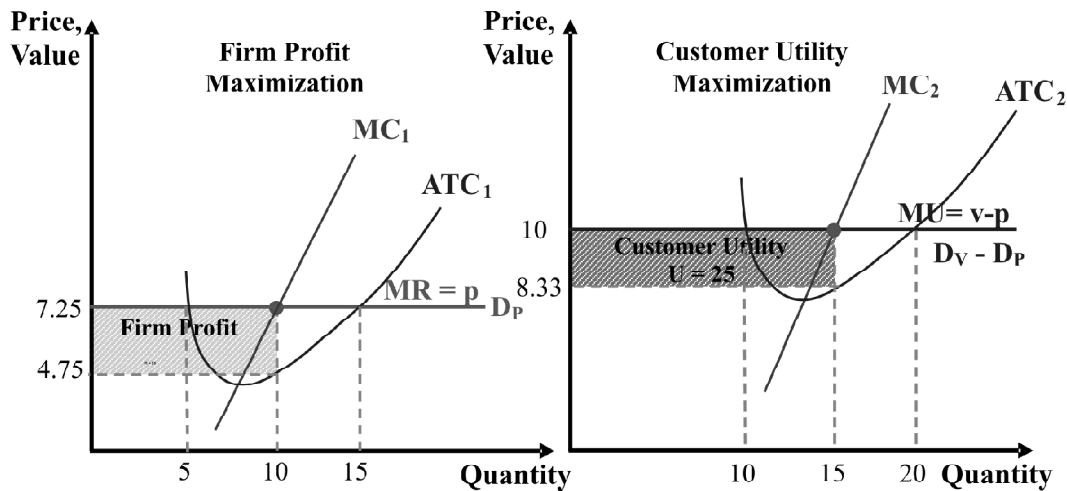 Price,
Value
Firm Profit
Maximization
MC1
ATC1
7.25
MR = p
DP
Firm Profit
4.75
5
10
15
Quantity
Price,
Value
Customer Utility
Maximization
MC2
ATC2
10
MU= v-p
Customer Utility
U = 25
DV - DP
8.33
10
15
20
Quantity